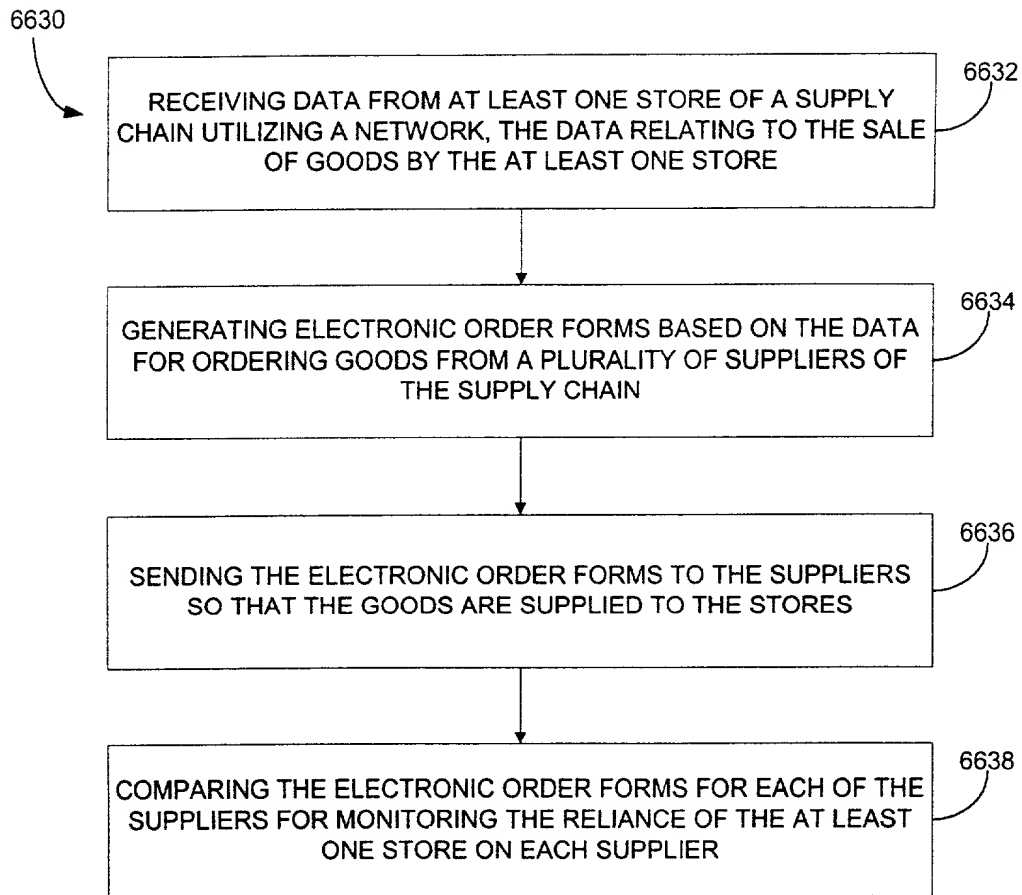 6630
6632
RECEIVING DATA FROM AT LEAST ONE STORE OF A SUPPLY
CHAIN UTILIZING A NETWORK, THE DATA RELATING TO THE SALE
OF GOODS BY THE AT LEAST ONE STORE
6634
GENERATING ELECTRONIC ORDER FORMS BASED ON THE DATA
FOR ORDERING GOODS FROM A PLURALITY OF SUPPLIERS OF
THE SUPPLY CHAIN
6636
SENDING THE ELECTRONIC ORDER FORMS TO THE SUPPLIERS
SO THAT THE GOODS ARE SUPPLIED TO THE STORES
6638
COMPARING THE ELECTRONIC ORDER FORMS FOR EACH OF THE
SUPPLIERS FOR MONITORING THE RELIANCE OF THE AT LEAST
ONE STORE ON EACH SUPPLIER